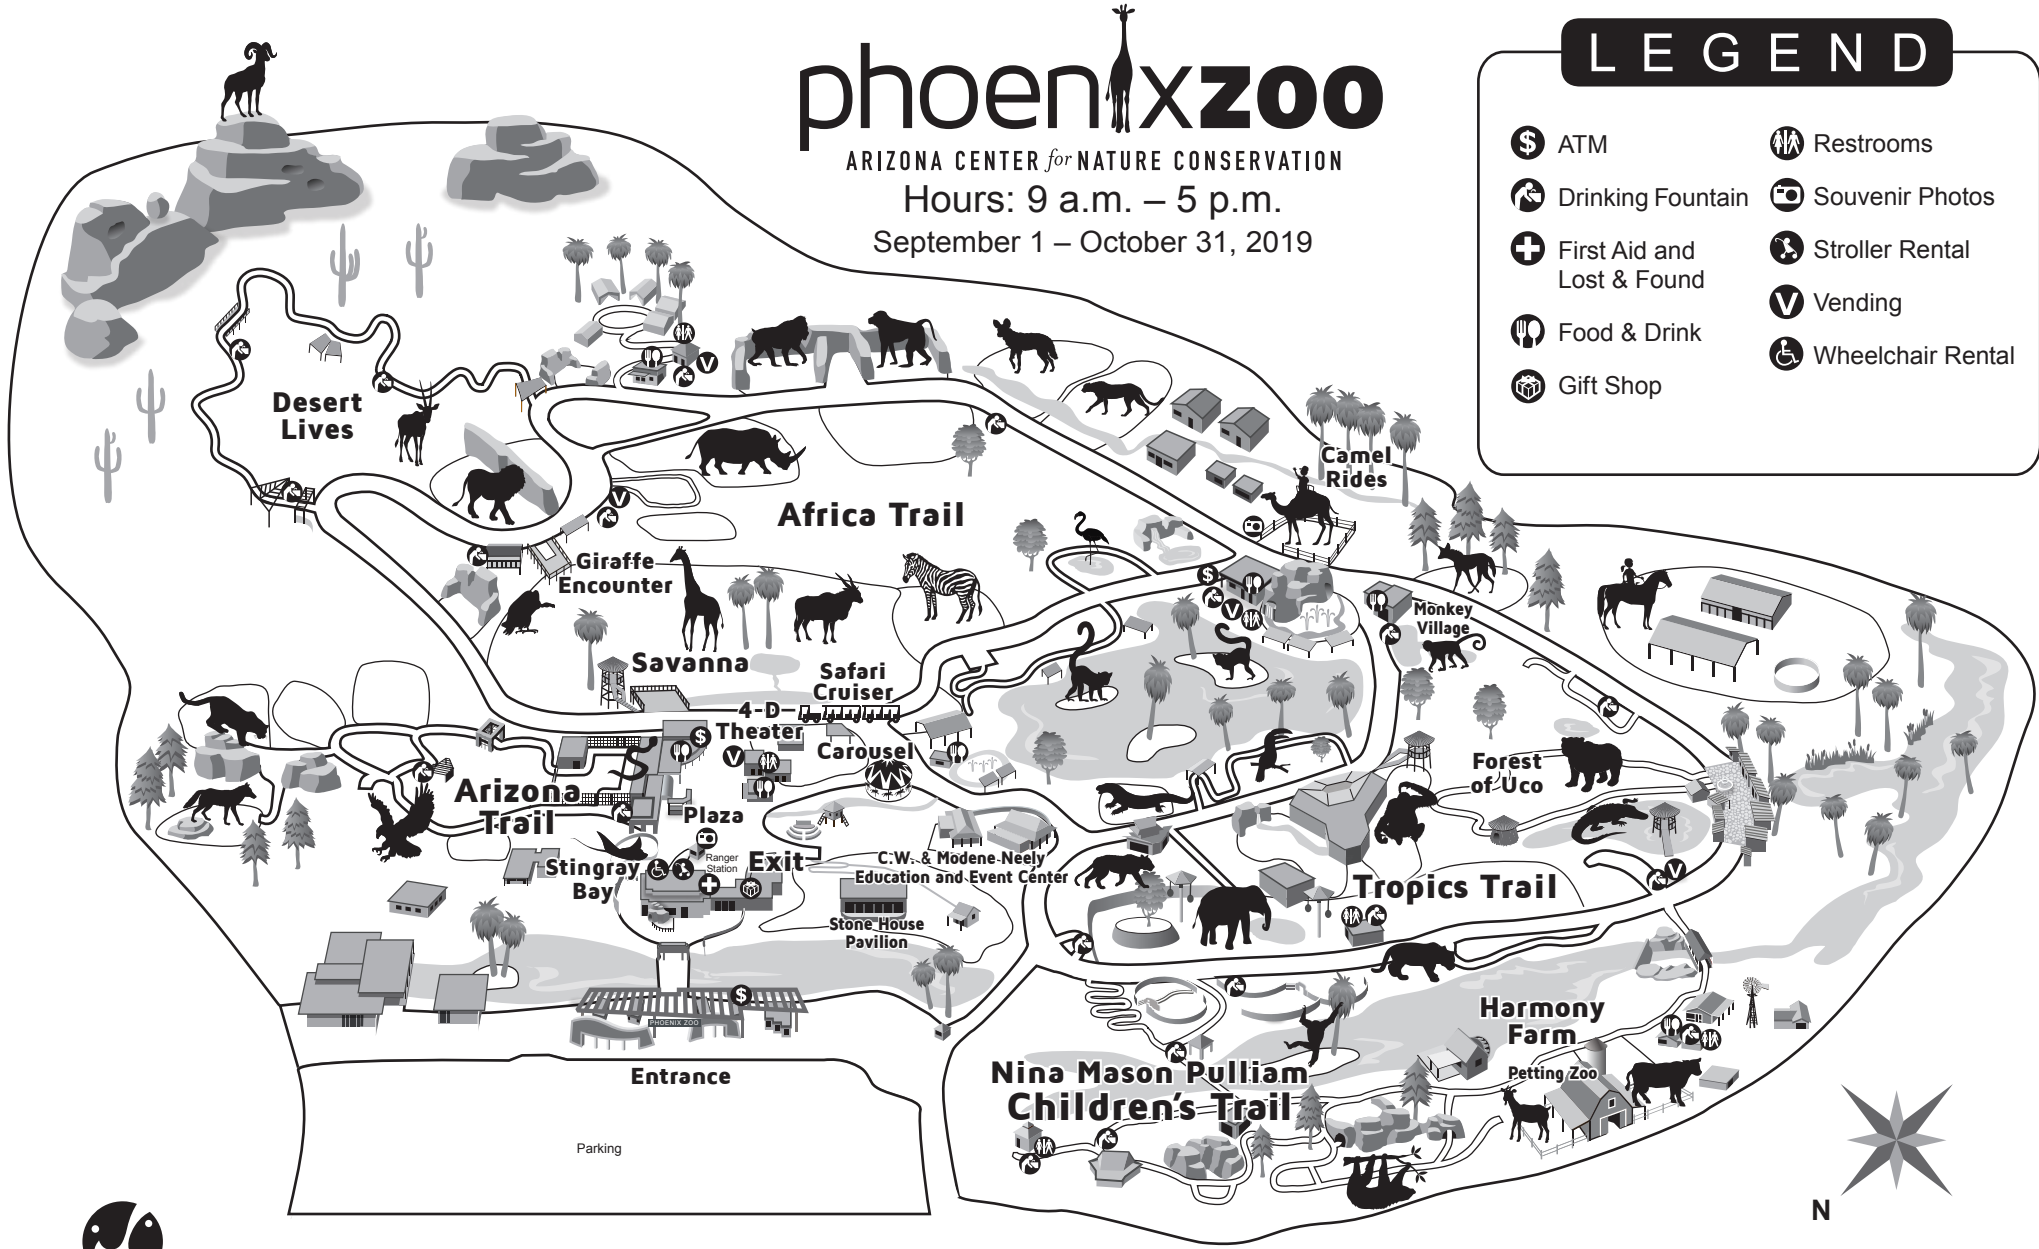 phoenixzoo
ARIZONA CENTER for NATURE CONSERVATION
Hours: 9 a.m. – 5 p.m.
September 1 – October 31, 2019
LEGEND
$ ATM
Drinking Fountain
First Aid and
Lost & Found
Food & Drink
Gift Shop
Restrooms
Souvenir Photos
Stroller Rental
V Vending
Wheelchair Rental
Desert
Lives
V
Camel
Rides
V
Africa Trail
Giraffe
Encounter
$
V
Monkey
Village
Savanna
Safari
Cruiser
4-D
Theater
$
V
Carousel
Forest
of Uco
Arizona
Trail
Plaza
Stingray
Bay
Ranger
Station
Exit
C.W. & Modene Neely
Education and Event Center
Stone House
Pavilion
Tropics Trail
V
$
PHOENIX ZOO
Harmony
Farm
Petting Zoo
Entrance
Nina Mason Pulliam
Children's Trail
Parking
N